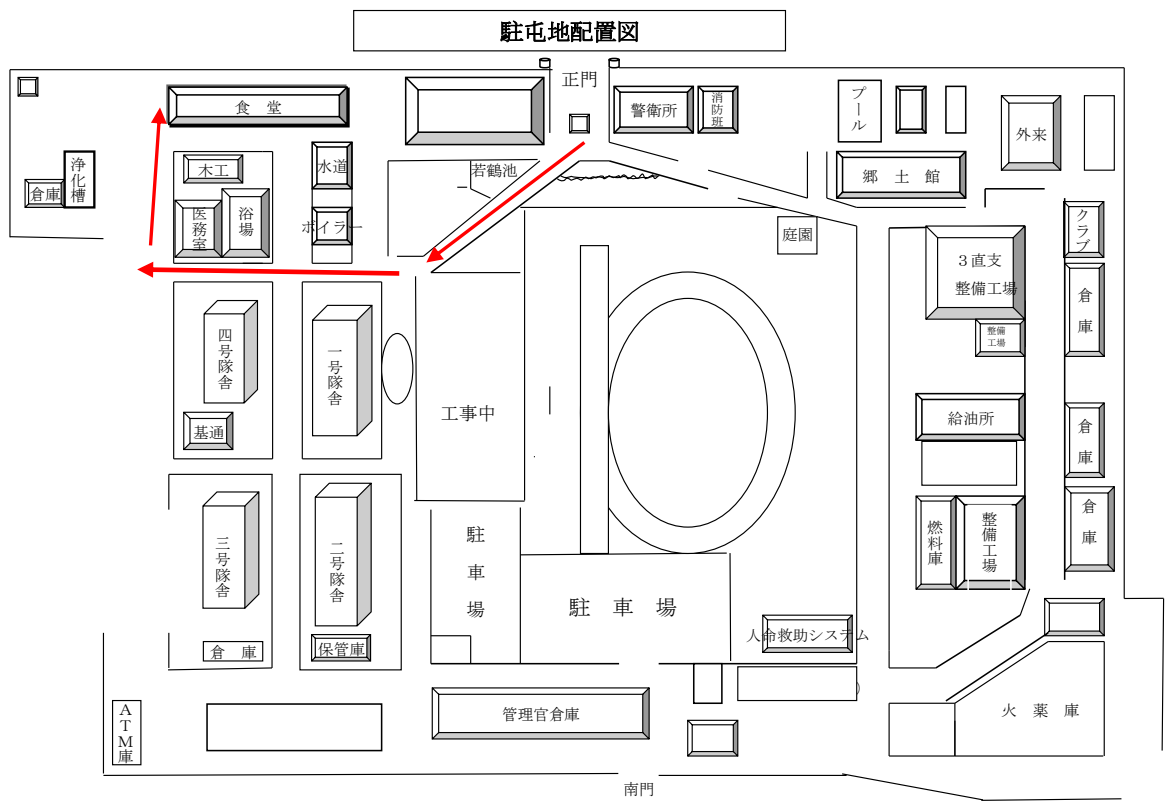 駐屯地配置図
正門
食　堂
警衛所
消防班
プール
外来
浄化槽
倉庫
木工
水道
若鶴池
郷土館
医務室
浴場
ボイラー
庭園
クラブ
３直支
整備工場
倉庫
整備
工場
四号隊舎
一号隊舎
工事中
基通
給油所
倉庫
三号隊舎
二号隊舎
駐車場
駐　車　場
燃料庫
整備工場
倉庫
倉　庫
保管庫
人命救助システム
ATM庫
管理官倉庫
火　薬　庫
南門